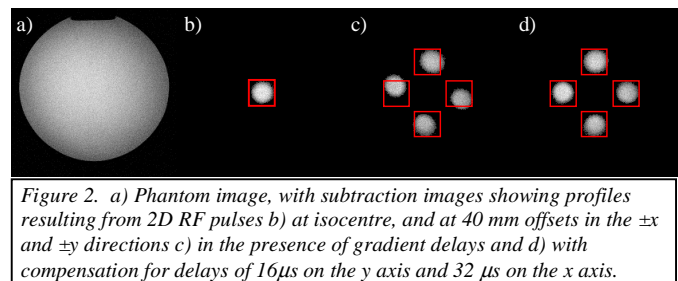 a) b) c) d)
Figure 2. a) Phantom image, with subtraction images showing profiles
resulting from 2D RF pulses b) at isocentre, and at 40 mm offsets in the ±x
and ±y directions c) in the presence of gradient delays and d) with
compensation for delays of 16μs on the y axis and 32 μs on the x axis.